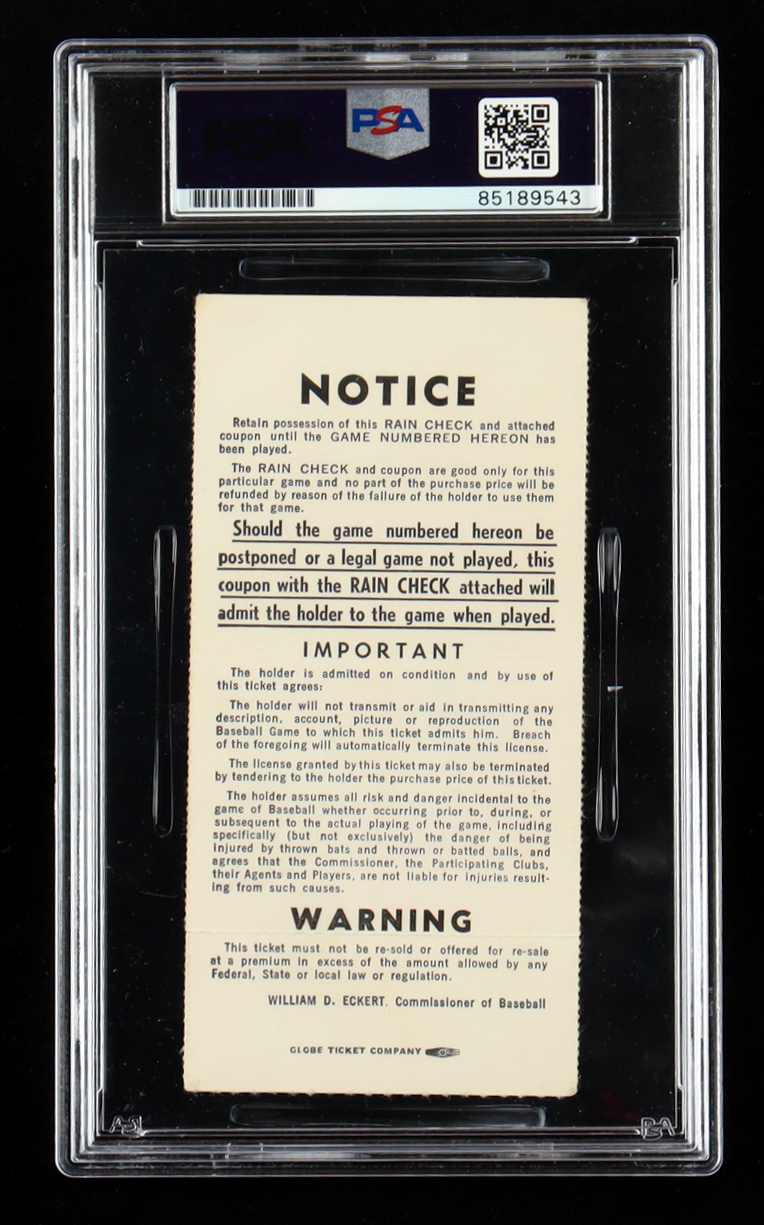 PSA
85189543
NOTICE
Retain possession of this RAIN CHECK and attached
coupon until the GAME NUMBERED HEREON has
been played.
The RAIN CHECK and coupon are good only for this
particular game and no part of the purchase price will be
refunded by reason of the failure of the holder to use them
for that game.
Should the game numbered hereon be
postponed or a legal game not played, this
coupon with the RAIN CHECK attached will
admit the holder to the game when played.
IMPORTANT
The holder is admitted on condition and by use of
this ticket agrees:
The holder will not transmit or aid in transmitting any
description, account, picture or reproduction of the
Baseball Game to which this ticket admits him. Breach
of the foregoing will automatically terminate this license.
The license granted by this ticket may also be terminated
by tendering to the holder the purchase price of this ticket.
The holder assumes all risk and danger incidental to the
game of Baseball whether occurring prior to, during, or
subsequent to the actual playing of the game, including
specifically (but not exclusively) the danger of being
injured by thrown bats and thrown or batted balls, and
agrees that the Commissioner, the Participating Clubs,
their Agents and Players, are not liable for injuries result-
ing from such causes.
WARNING
This ticket must not be re-sold or offered for re-sale
at a premium in excess of the amount allowed by any
Federal, State or local law or regulation.
WILLIAM D. ECKERT, Commissioner of Baseball
GLOBE TICKET COMPANY